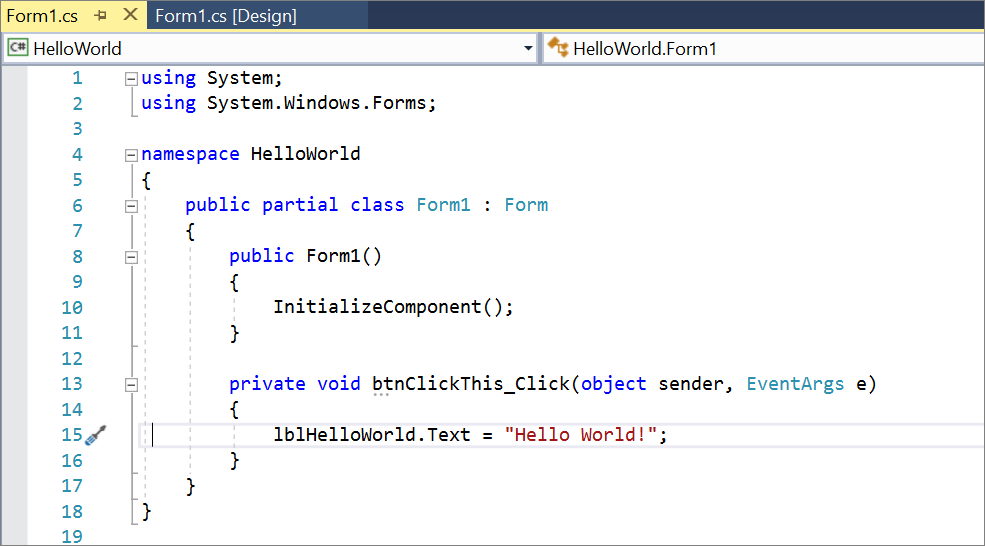 Form1.cs Form1.cs [Design]
C# HelloWorld HelloWorld.Form1
1 using System;
2 using System.Windows.Forms;
3
4 namespace HelloWorld
5 {
6 public partial class Form1 : Form
7 {
8 public Form1()
9 {
10 InitializeComponent();
11 }
12
13 private void btnClickThis_Click(object sender, EventArgs e)
14 {
15 lblHelloWorld.Text = "Hello World!";
16 }
17 }
18 }
19